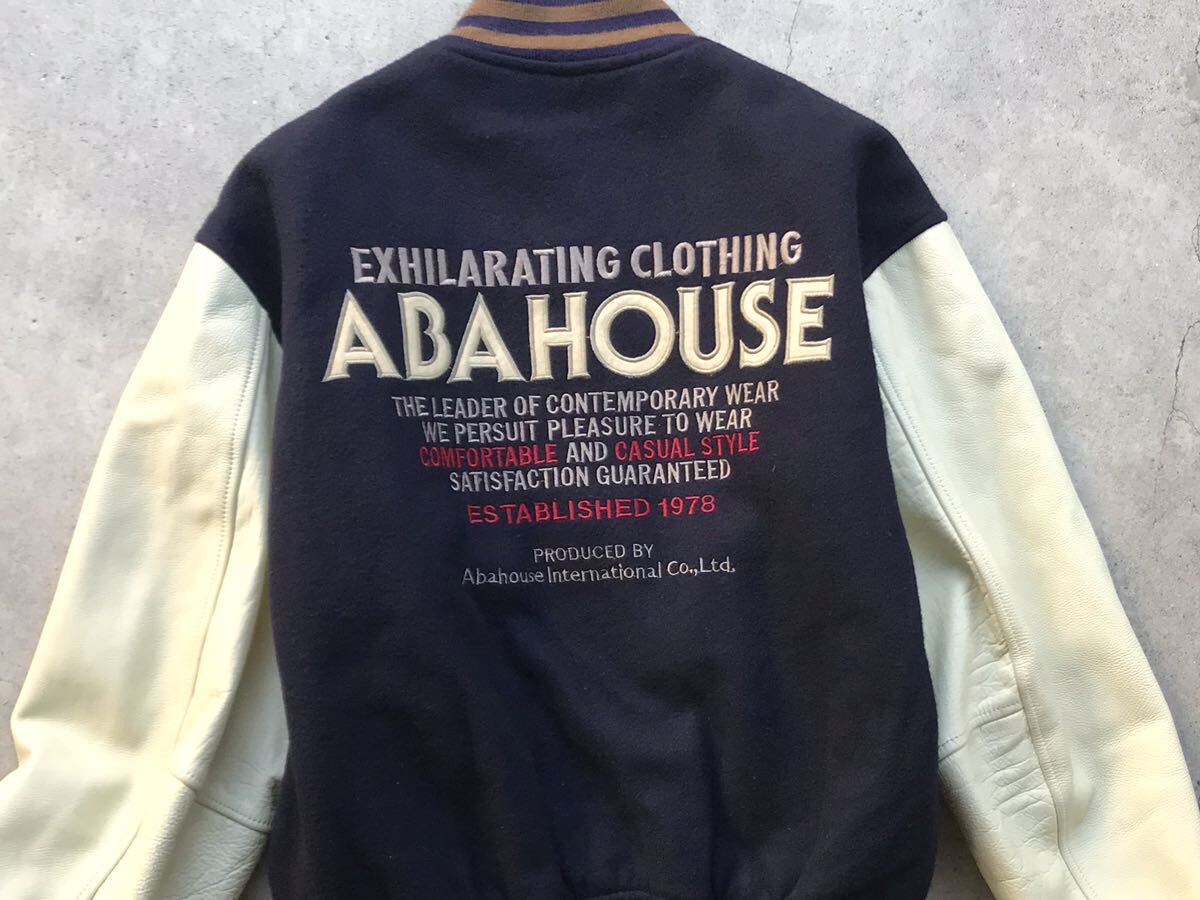 EXHILARATING CLOTHING
ABAHOUSE
THE LEADER OF CONTEMPORARY WEAR
WE PERSUIT PLEASURE TO WEAR
COMFORTABLE AND CASUAL STYLE
SATISFACTION GUARANTEED
ESTABLISHED 1978
PRODUCED BY
Abahouse International Co.,Ltd.